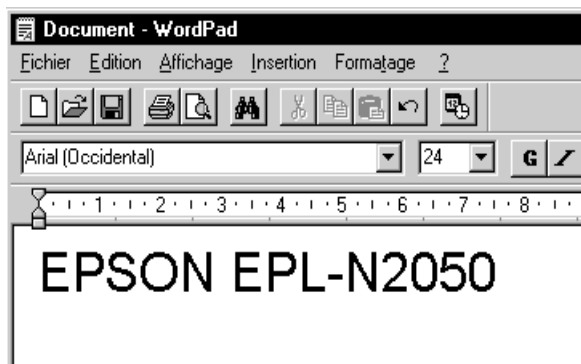 Document - WordPad
Fichier Edition Affichage Insertion Formatage ?
Arial (Occidental) 24 G I
1 2 3 4 5 6 7 8
EPSON EPL-N2050